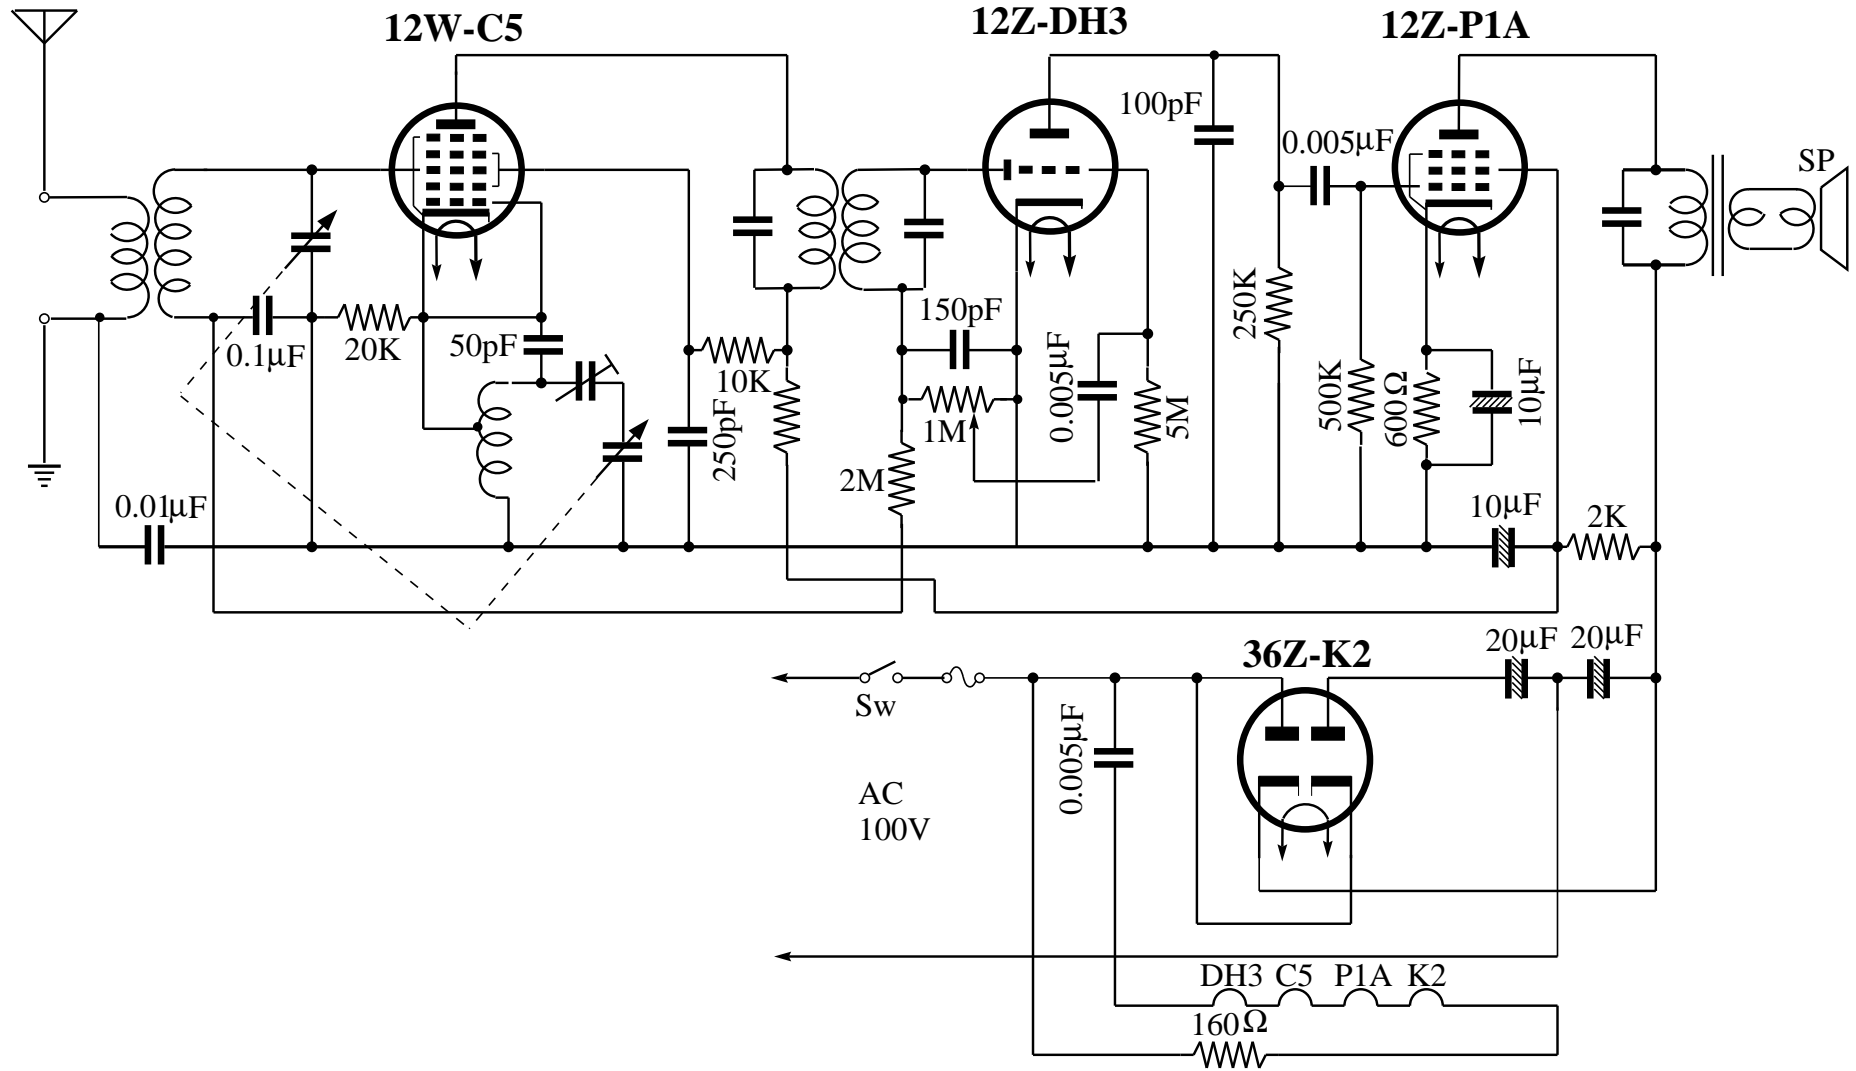 12W-C5
12Z-DH3
12Z-P1A
100pF
0.005µF
SP
0.1µF
20K
50pF
10K
250pF
150pF
1M
0.005µF
5M
250K
500K
600Ω
10µF
2M
0.01µF
10µF
2K
36Z-K2
20µF
20µF
Sw
0.005µF
AC
100V
DH3 C5 P1A K2
160Ω